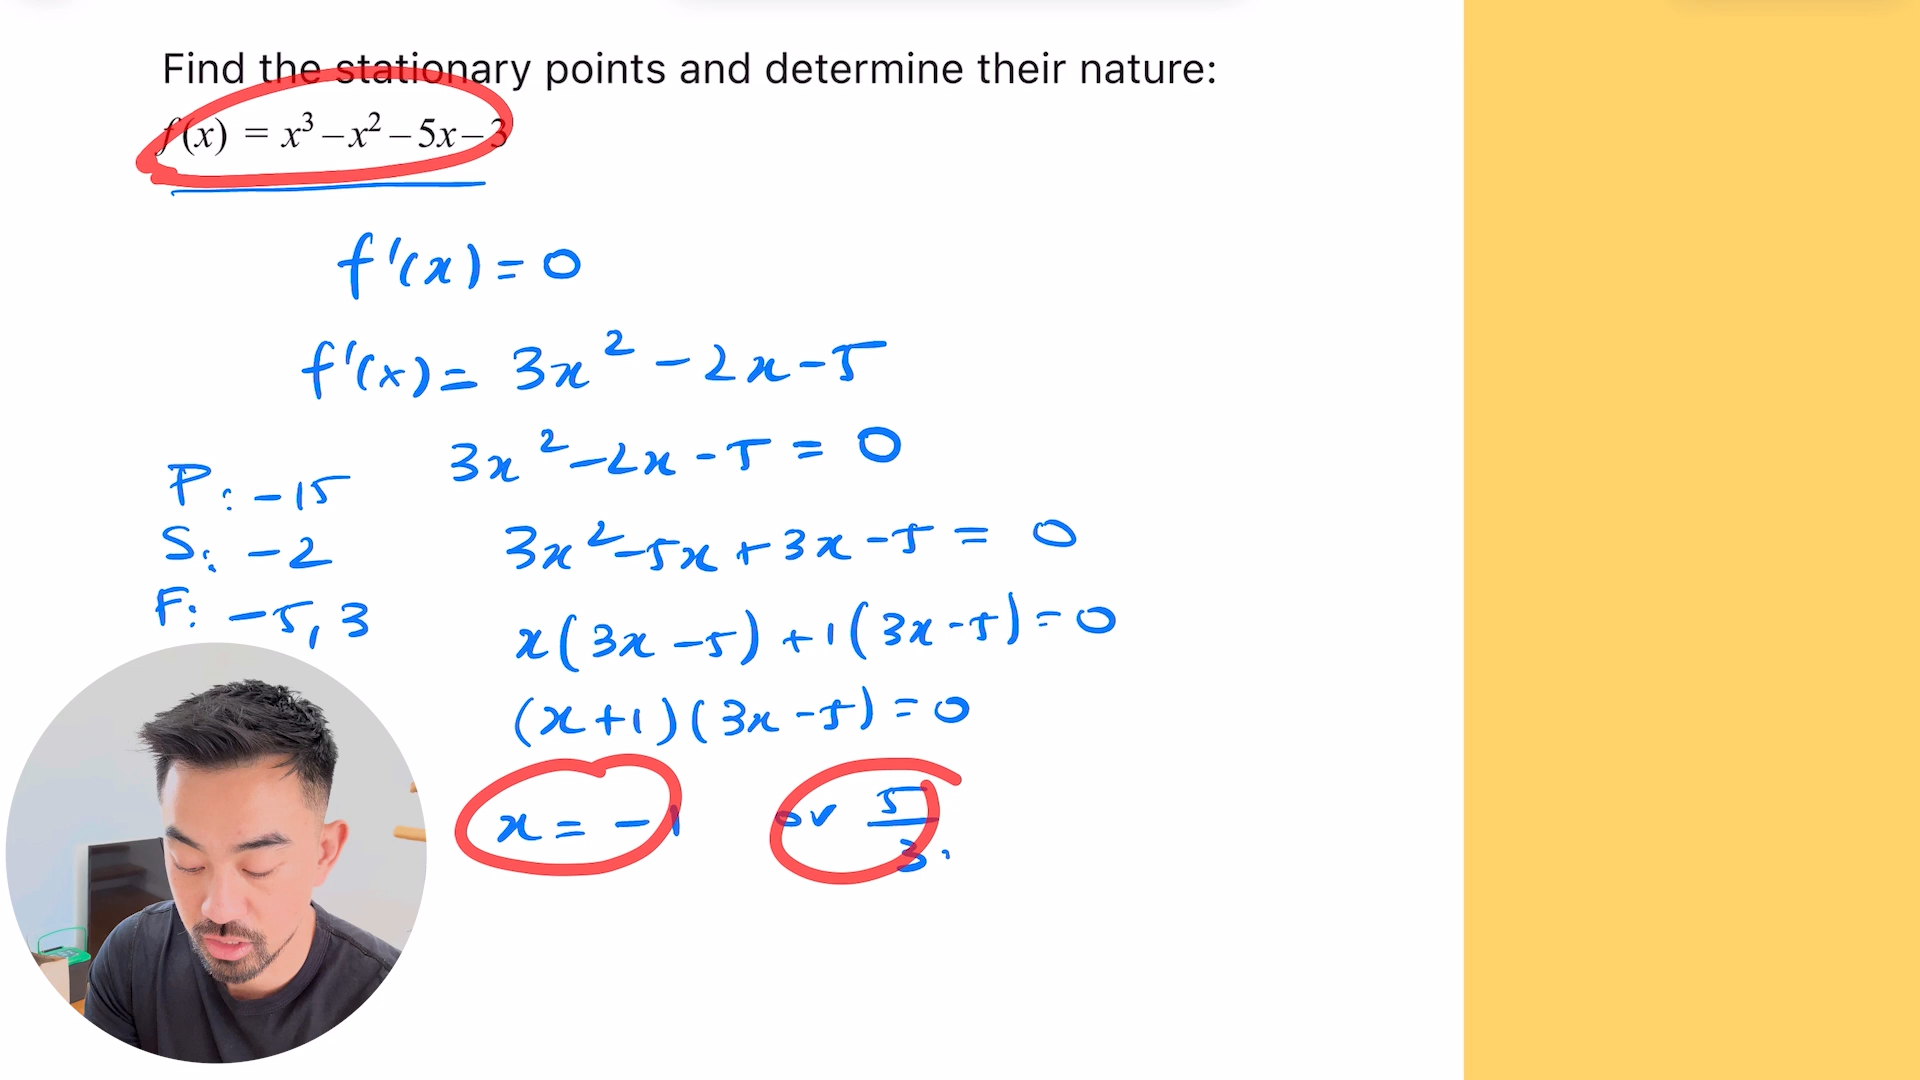 Find the stationary points and determine their nature:
f(x) = x³ – x² – 5x – 3
f'(x) = 0
f'(x) = 3x² - 2x - 5
3x² - 2x - 5 = 0
P: -15
S: -2
F: -5, 3
3x² - 5x + 3x - 5 = 0
x(3x - 5) + 1(3x - 5) = 0
(x + 1)(3x - 5) = 0
x = -1 or 5/3.